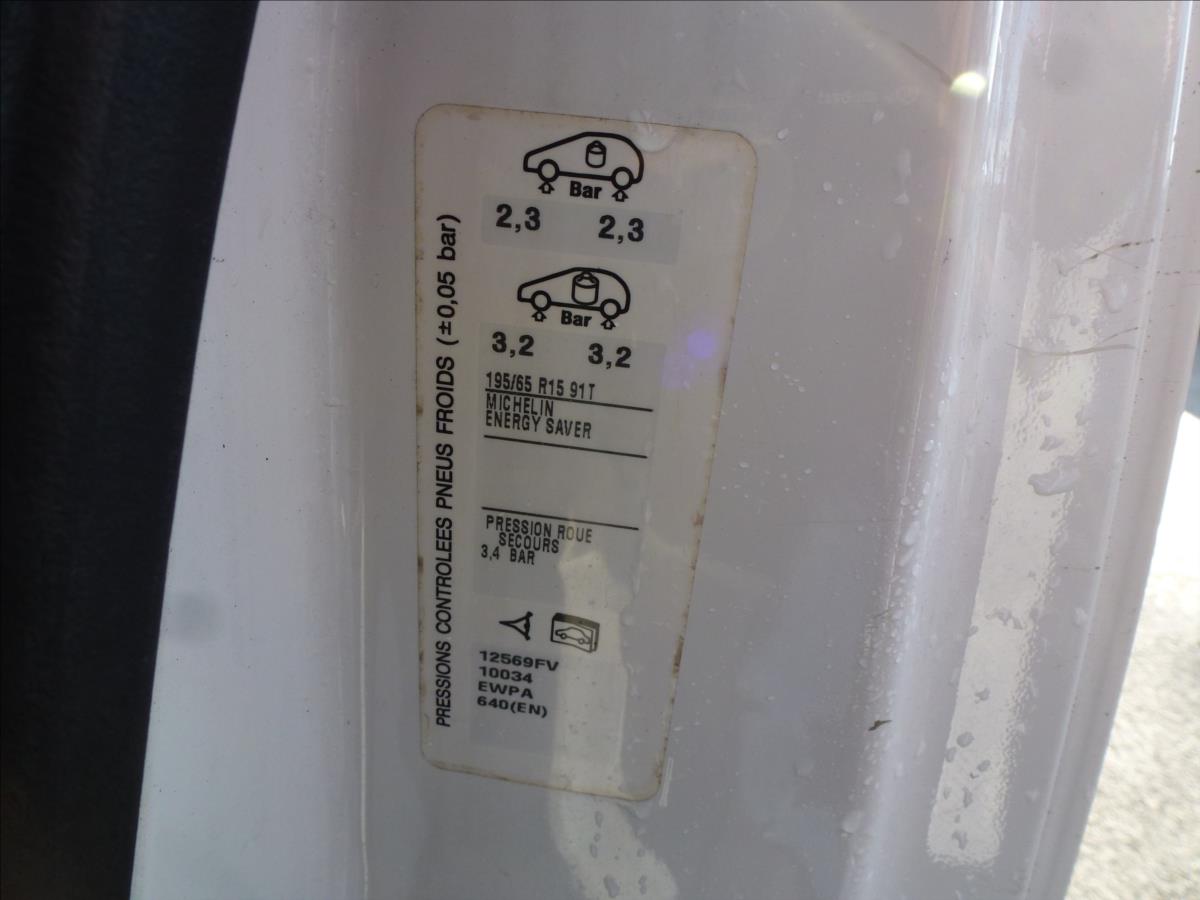 PRESSIONS CONTROLEES PNEUS FROIDS (±0,05 bar)
Bar
2,3 2,3
Bar
3,2 3,2
195/65 R15 91T
MICHELIN
ENERGY SAVER
PRESSION ROUE
SECOURS
3,4 BAR
12569FV
10034
EWPA
640(EN)